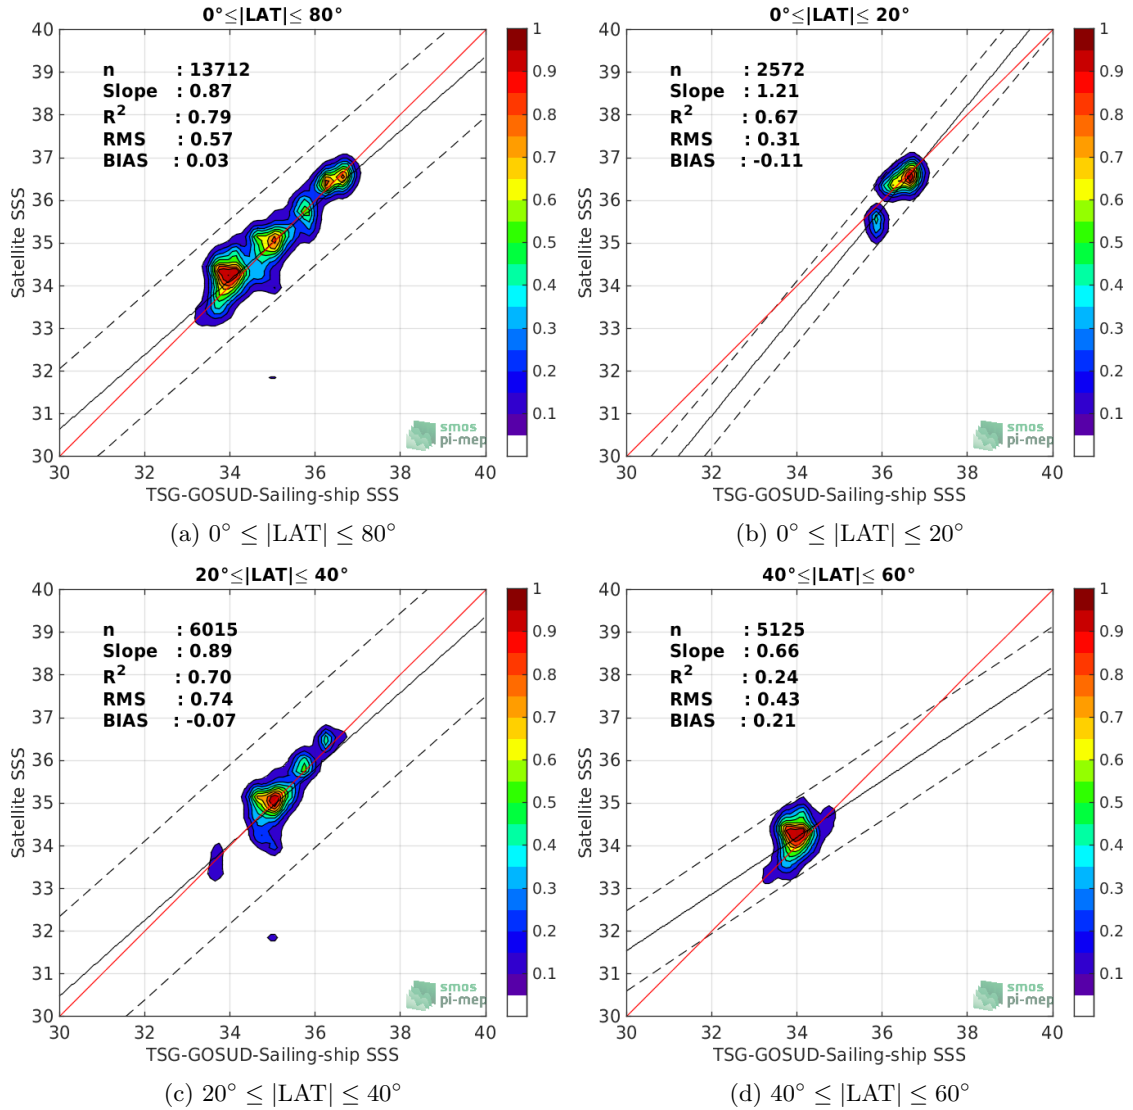 0°≤|LAT|≤ 80°
n : 13712
Slope : 0.87
R2 : 0.79
RMS : 0.57
BIAS : 0.03
Satellite SSS
40
39
38
37
36
35
34
33
32
31
30
30 32 34 36 38 40
TSG-GOSUD-Sailing-ship SSS
1
0.9
0.8
0.7
0.6
0.5
0.4
0.3
0.2
0.1
smos
pi-mep
(a) 0° ≤ |LAT| ≤ 80°
0°≤|LAT|≤ 20°
n : 2572
Slope : 1.21
R2 : 0.67
RMS : 0.31
BIAS : -0.11
Satellite SSS
40
39
38
37
36
35
34
33
32
31
30
30 32 34 36 38 40
TSG-GOSUD-Sailing-ship SSS
1
0.9
0.8
0.7
0.6
0.5
0.4
0.3
0.2
0.1
smos
pi-mep
(b) 0° ≤ |LAT| ≤ 20°
20°≤|LAT|≤ 40°
n : 6015
Slope : 0.89
R2 : 0.70
RMS : 0.74
BIAS : -0.07
Satellite SSS
40
39
38
37
36
35
34
33
32
31
30
30 32 34 36 38 40
TSG-GOSUD-Sailing-ship SSS
1
0.9
0.8
0.7
0.6
0.5
0.4
0.3
0.2
0.1
smos
pi-mep
(c) 20° ≤ |LAT| ≤ 40°
40°≤|LAT|≤ 60°
n : 5125
Slope : 0.66
R2 : 0.24
RMS : 0.43
BIAS : 0.21
Satellite SSS
40
39
38
37
36
35
34
33
32
31
30
30 32 34 36 38 40
TSG-GOSUD-Sailing-ship SSS
1
0.9
0.8
0.7
0.6
0.5
0.4
0.3
0.2
0.1
smos
pi-mep
(d) 40° ≤ |LAT| ≤ 60°